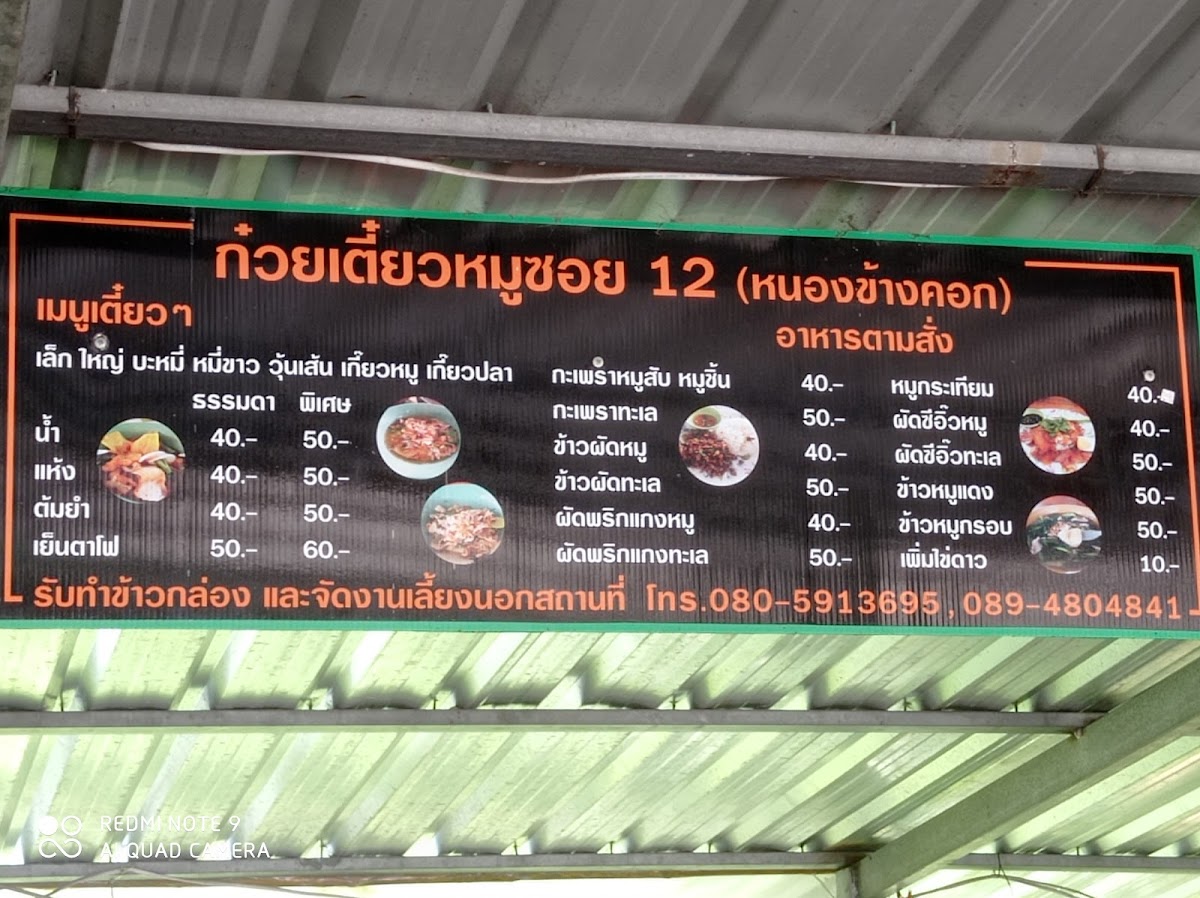 ก๋วยเตี๋ยวหมูซอย 12 (หนองข้างคอก)
เมนูเตี๋ยวๆ
เล็ก ใหญ่ บะหมี่ หมี่ขาว วุ้นเส้น เกี๊ยวหมู เกี๊ยวปลา
ธรรมดา พิเศษ
น้ำ 40.- 50.-
แห้ง 40.- 50.-
ต้มยำ 40.- 50.-
เย็นตาโฟ 50.- 60.-
อาหารตามสั่ง
กะเพราหมูสับ หมูชิ้น 40.-
กะเพราทะเล 50.-
ข้าวผัดหมู 40.-
ข้าวผัดทะเล 50.-
ผัดพริกแกงหมู 40.-
ผัดพริกแกงทะเล 50.-
หมูกระเทียม 40.-
ผัดซีอิ๊วหมู 40.-
ผัดซีอิ๊วทะเล 50.-
ข้าวหมูแดง 50.-
ข้าวหมูกรอบ 50.-
เพิ่มไข่ดาว 10.-
รับทำข้าวกล่อง และจัดงานเลี้ยงนอกสถานที่ โทร.080-5913695,089-4804841
REDMI NOTE 9
AI QUAD CAMERA